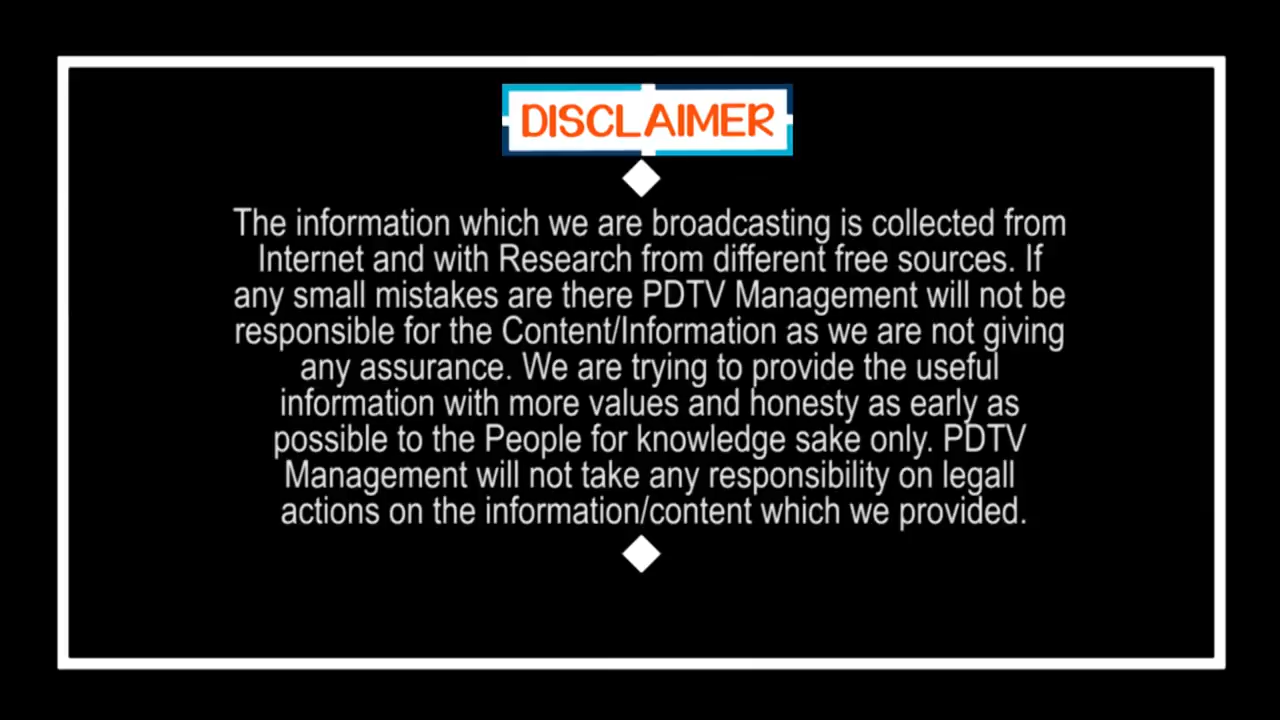 DISCLAIMER
The information which we are broadcasting is collected from
Internet and with Research from different free sources. If
any small mistakes are there PDTV Management will not be
responsible for the Content/Information as we are not giving
any assurance. We are trying to provide the useful
information with more values and honesty as early as
possible to the People for knowledge sake only. PDTV
Management will not take any responsibility on legall
actions on the information/content which we provided.